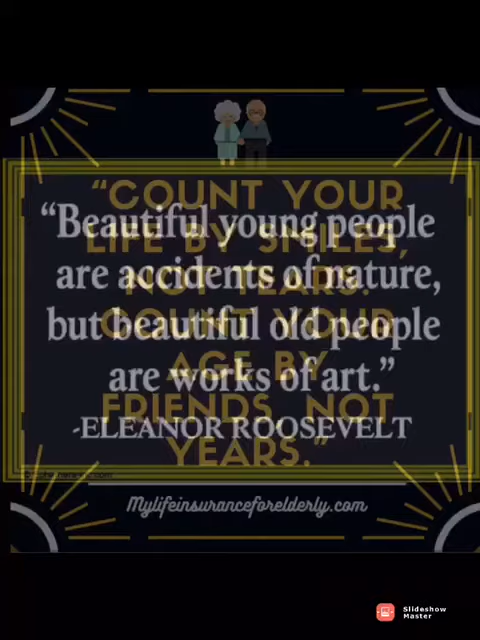 “COUNT YOUR
LIFE BY SMILES,
NOT TEARS.
COUNT YOUR
AGE BY
FRIENDS, NOT
YEARS.”
“Beautiful young people
are accidents of nature,
but beautiful old people
are works of art.”
-ELEANOR ROOSEVELT
Mylifeinsuranceforelderly.com
Slideshow
Master